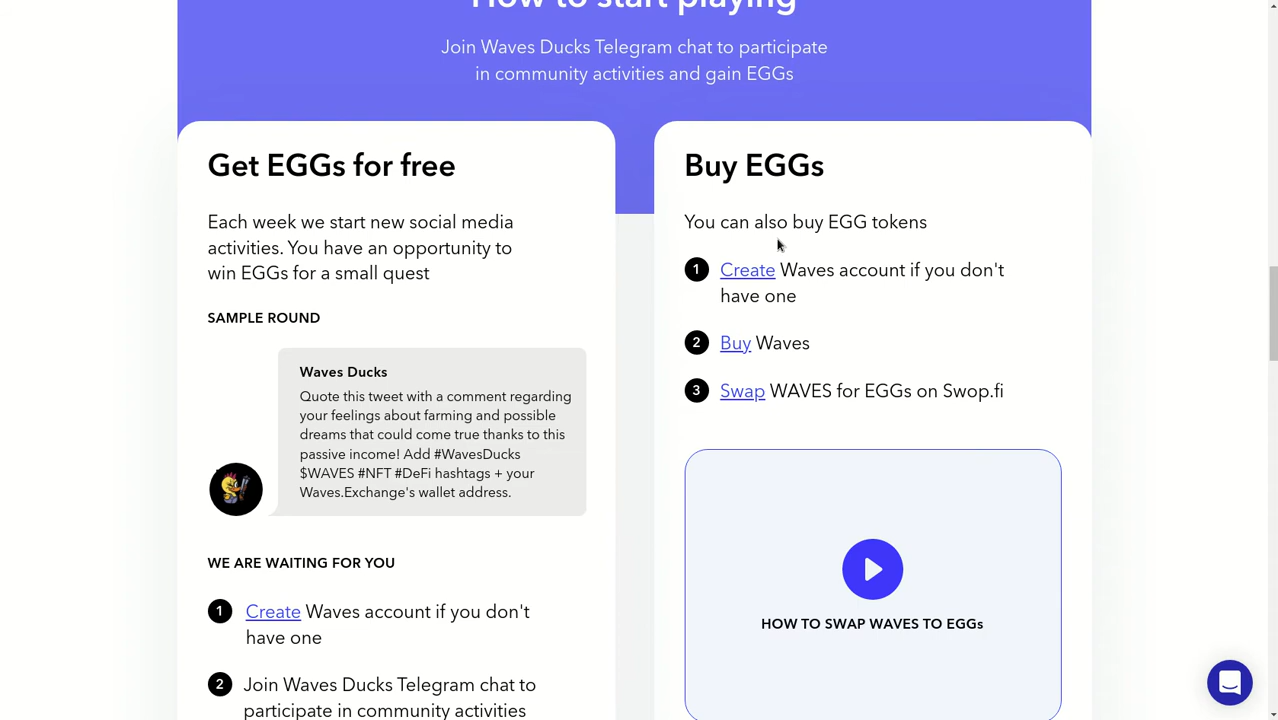 How to start playing
Join Waves Ducks Telegram chat to participate
in community activities and gain EGGs
Get EGGs for free
Each week we start new social media
activities. You have an opportunity to
win EGGs for a small quest
SAMPLE ROUND
Waves Ducks
Quote this tweet with a comment regarding
your feelings about farming and possible
dreams that could come true thanks to this
passive income! Add #WavesDucks
$WAVES #NFT #DeFi hashtags + your
Waves.Exchange's wallet address.
WE ARE WAITING FOR YOU
1 Create Waves account if you don't
have one
2 Join Waves Ducks Telegram chat to
participate in community activities
Buy EGGs
You can also buy EGG tokens
1 Create Waves account if you don't
have one
2 Buy Waves
3 Swap WAVES for EGGs on Swop.fi
HOW TO SWAP WAVES TO EGGs